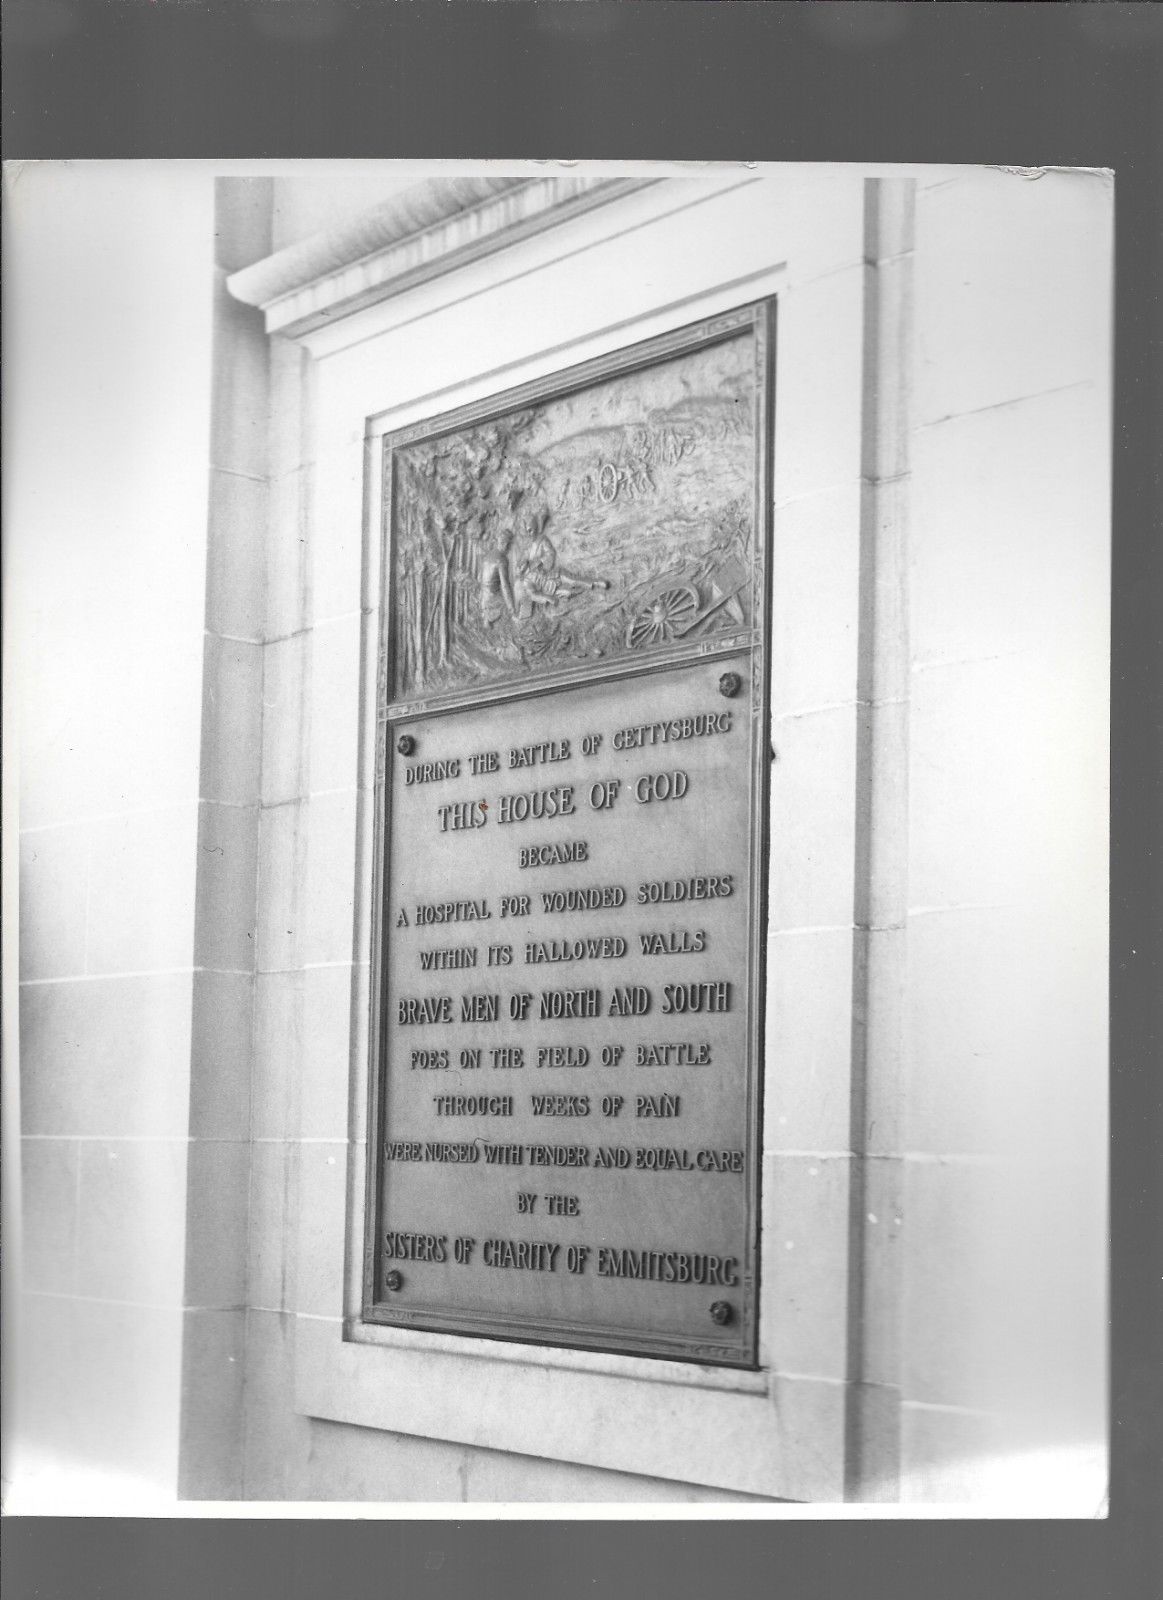 DURING THE BATTLE OF GETTYSBURG
THIS HOUSE OF GOD
BECAME
A HOSPITAL FOR WOUNDED SOLDIERS
WITHIN ITS HALLOWED WALLS
BRAVE MEN OF NORTH AND SOUTH
FOES ON THE FIELD OF BATTLE
THROUGH WEEKS OF PAIN
WERE NURSED WITH TENDER AND EQUAL CARE
BY THE
SISTERS OF CHARITY OF EMMITSBURG